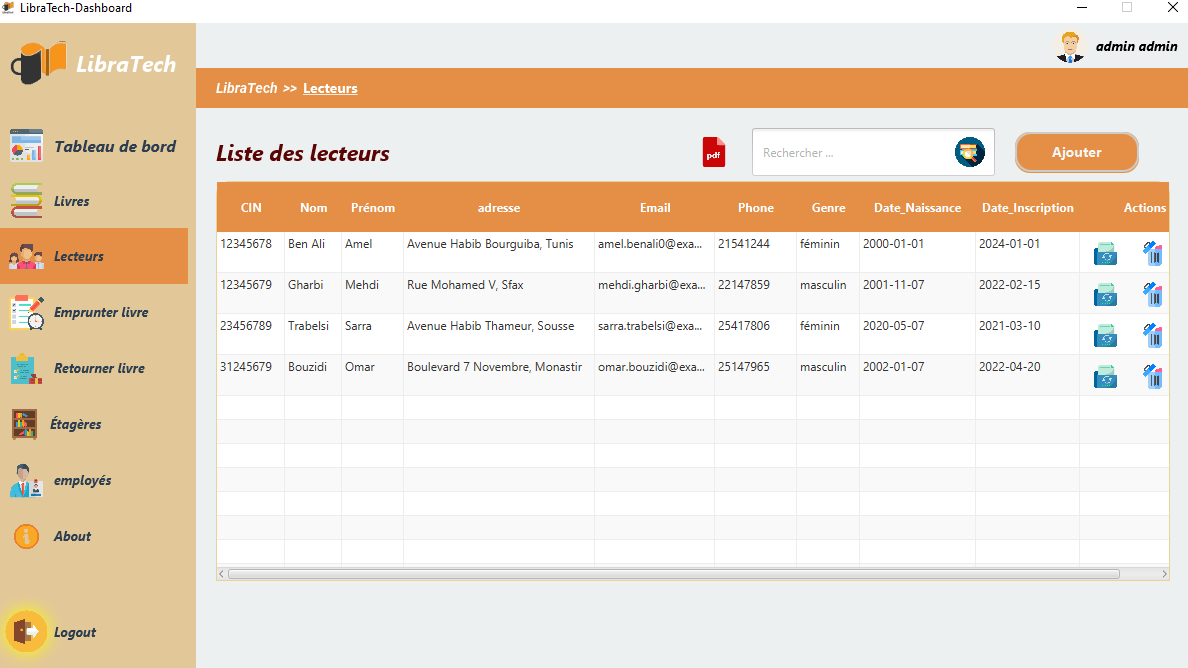 LibraTech-Dashboard
admin admin
LibraTech
LibraTech >> Lecteurs
Tableau de bord
Livres
Lecteurs
Emprunter livre
Retourner livre
Étagères
employés
About
Logout
Liste des lecteurs
pdf
Rechercher ...
Ajouter
CIN Nom Prénom adresse Email Phone Genre Date_Naissance Date_Inscription Actions
12345678 Ben Ali Amel Avenue Habib Bourguiba, Tunis amel.benali0@exa... 21541244 féminin 2000-01-01 2024-01-01
12345679 Gharbi Mehdi Rue Mohamed V, Sfax mehdi.gharbi@exa... 22147859 masculin 2001-11-07 2022-02-15
23456789 Trabelsi Sarra Avenue Habib Thameur, Sousse sarra.trabelsi@exa... 25417806 féminin 2020-05-07 2021-03-10
31245679 Bouzidi Omar Boulevard 7 Novembre, Monastir omar.bouzidi@exa... 25147965 masculin 2002-01-07 2022-04-20